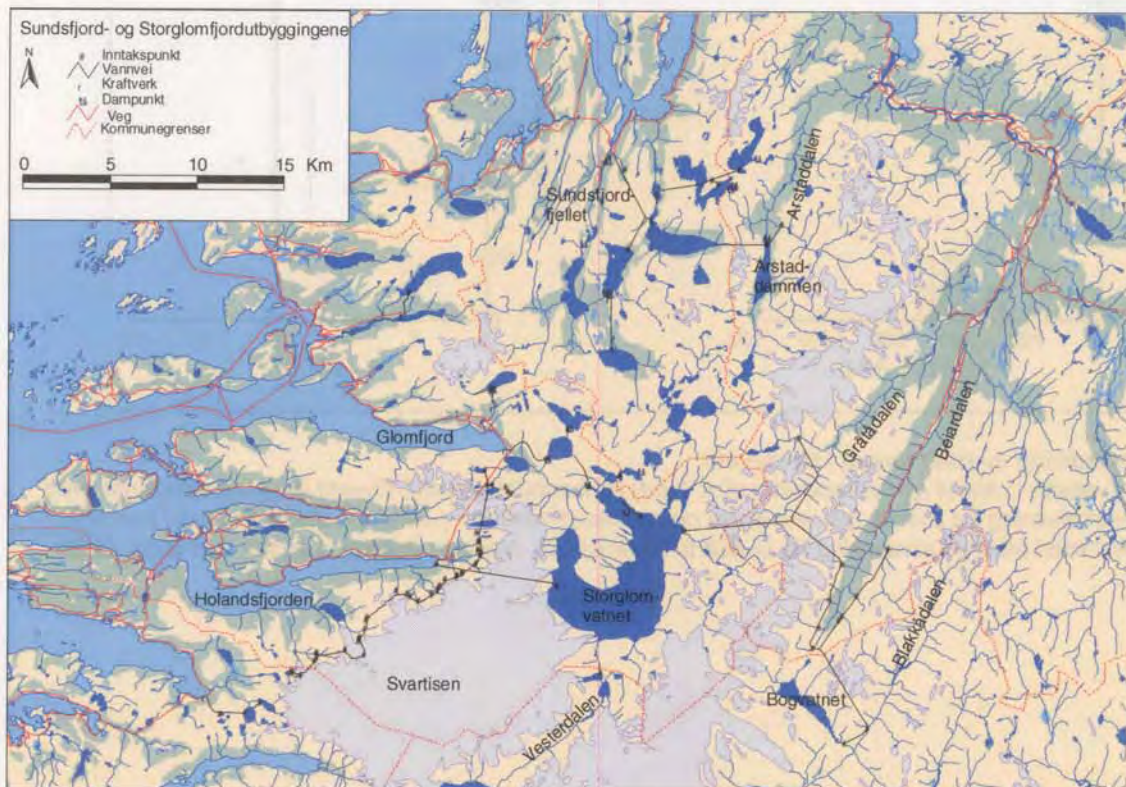 Sundsfjord- og Storglomfjordutbyggingene
N
Inntakspunkt
Vannvei
Kraftverk
Dampunkt
Veg
Kommunegrenser
0 5 10 15 Km
Sundsfjord-
fjellet
Arstaddalen
Arstad-
dammen
Glomfjord
Gråtådalen
Beiardalen
Holandsfjorden
Storglom-
vatnet
Blakkådalen
Svartisen
Bogvatnet
Vesterdalen